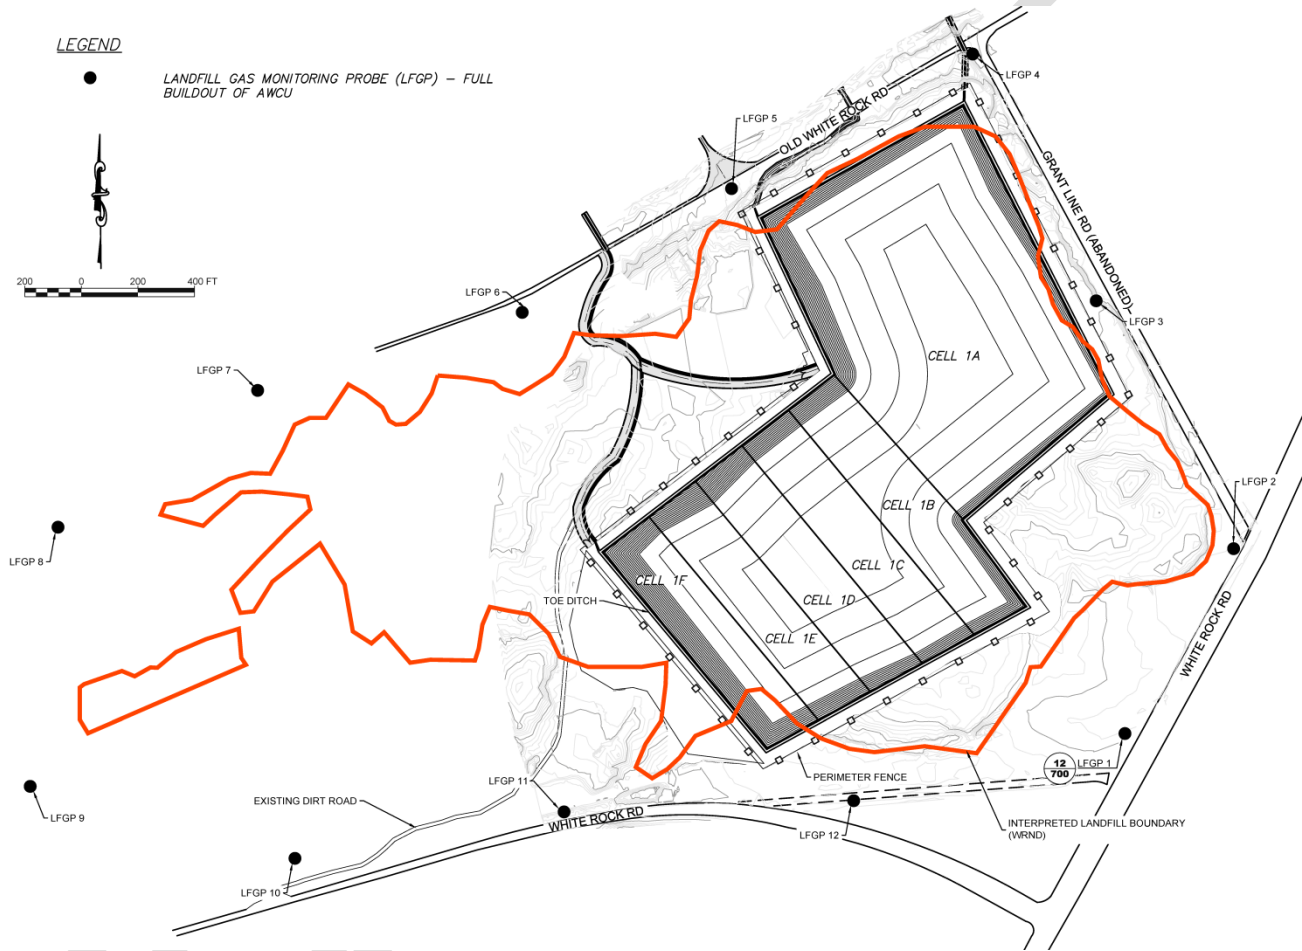 LEGEND
LANDFILL GAS MONITORING PROBE (LFGP) – FULL
BUILDOUT OF AWCU
200
0
200
400 FT
LFGP 4
LFGP 5
OLD WHITE ROCK RD
GRANT LINE RD (ABANDONED)
LFGP 6
LFGP 3
LFGP 7
CELL 1A
LFGP 2
CELL 1B
LFGP 8
CELL 1C
CELL 1F
TOE DITCH
CELL 1D
CELL 1E
WHITE ROCK RD
12
700
LFGP 1
PERIMETER FENCE
LFGP 11
EXISTING DIRT ROAD
LFGP 9
WHITE ROCK RD
LFGP 12
INTERPRETED LANDFILL BOUNDARY
(WRND)
LFGP 10